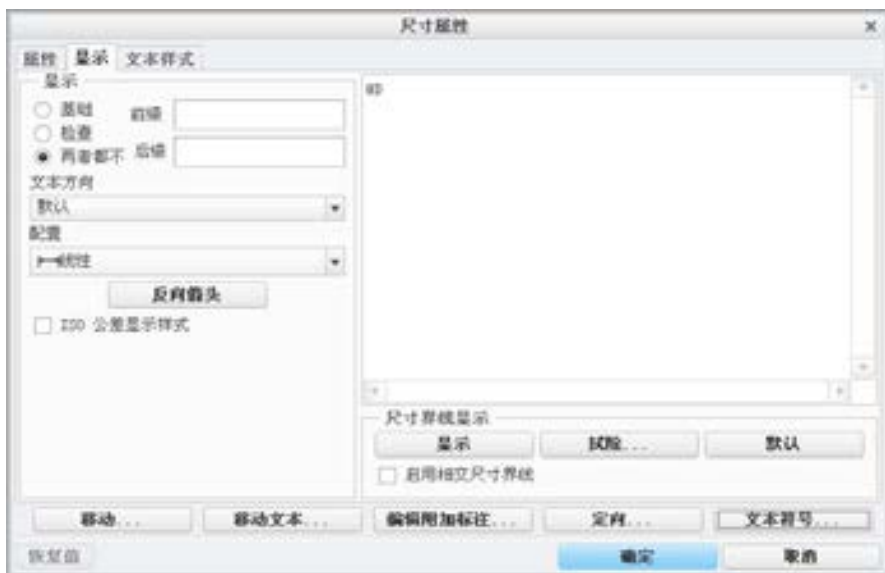 尺寸属性
属性 显示 文本样式
显示
基础
前缀
检查
两者都不
后缀
@D
文本方向
默认
配置
线性
反向箭头
ISO 公差显示样式
尺寸界线显示
显示 拭除... 默认
启用相交尺寸界线
移动... 移动文本... 编辑附加标注... 定向... 文本符号...
恢复值 确定 取消